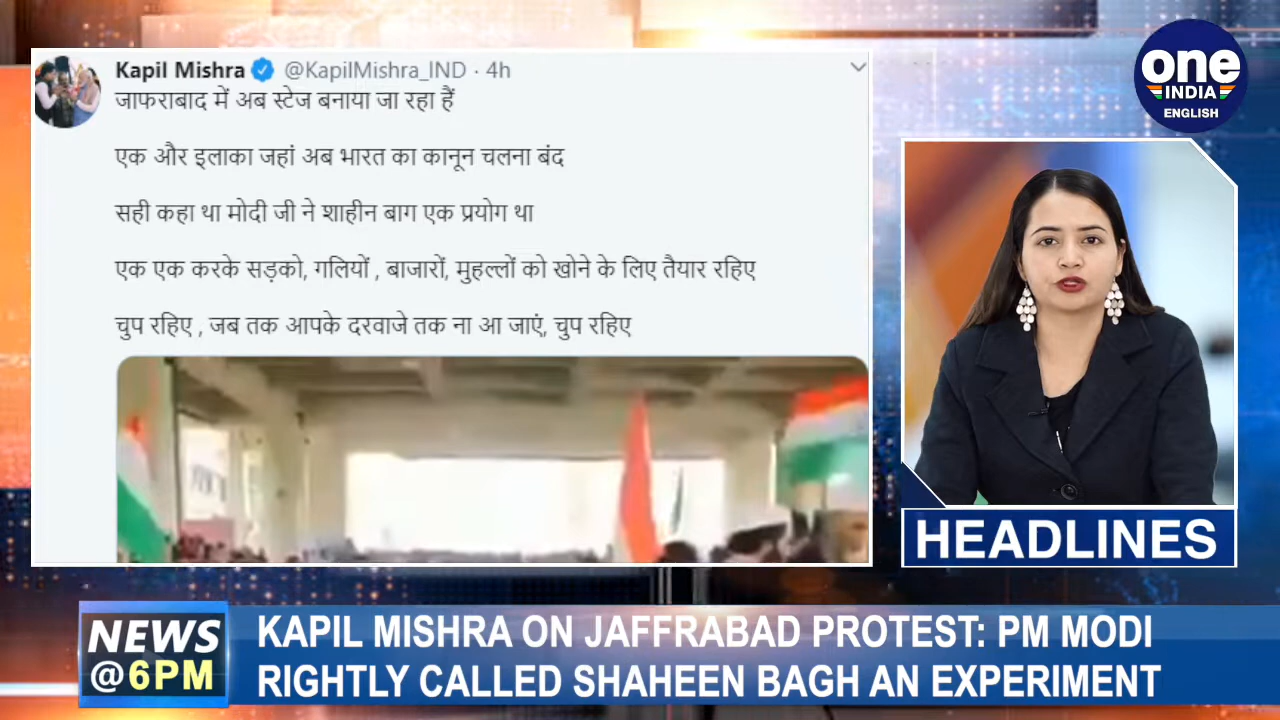 Kapil Mishra @KapilMishra_IND · 4h
जाफराबाद में अब स्टेज बनाया जा रहा हैं
एक और इलाका जहां अब भारत का कानून चलना बंद
सही कहा था मोदी जी ने शाहीन बाग एक प्रयोग था
एक एक करके सड़को, गलियों , बाजारों, मुहल्लों को खोने के लिए तैयार रहिए
चुप रहिए , जब तक आपके दरवाजे तक ना आ जाएं, चुप रहिए
one
INDIA
ENGLISH
HEADLINES
NEWS
@6PM
KAPIL MISHRA ON JAFFRABAD PROTEST: PM MODI
RIGHTLY CALLED SHAHEEN BAGH AN EXPERIMENT